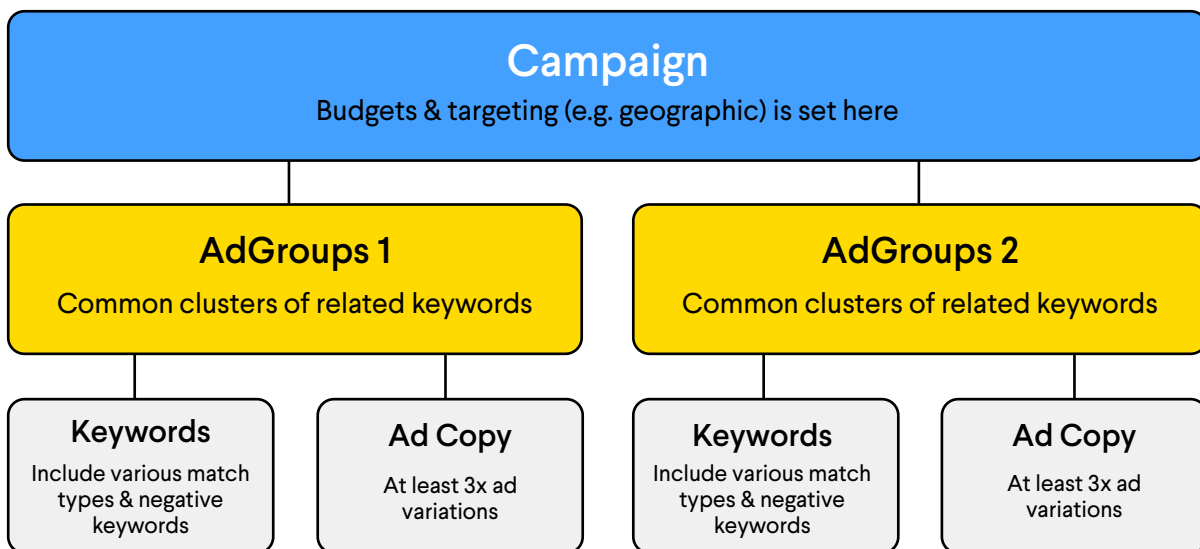 Campaign
Budgets & targeting (e.g. geographic) is set here
AdGroups 1
Common clusters of related keywords
AdGroups 2
Common clusters of related keywords
Keywords
Include various match
types & negative
keywords
Ad Copy
At least 3x ad
variations
Keywords
Include various match
types & negative
keywords
Ad Copy
At least 3x ad
variations